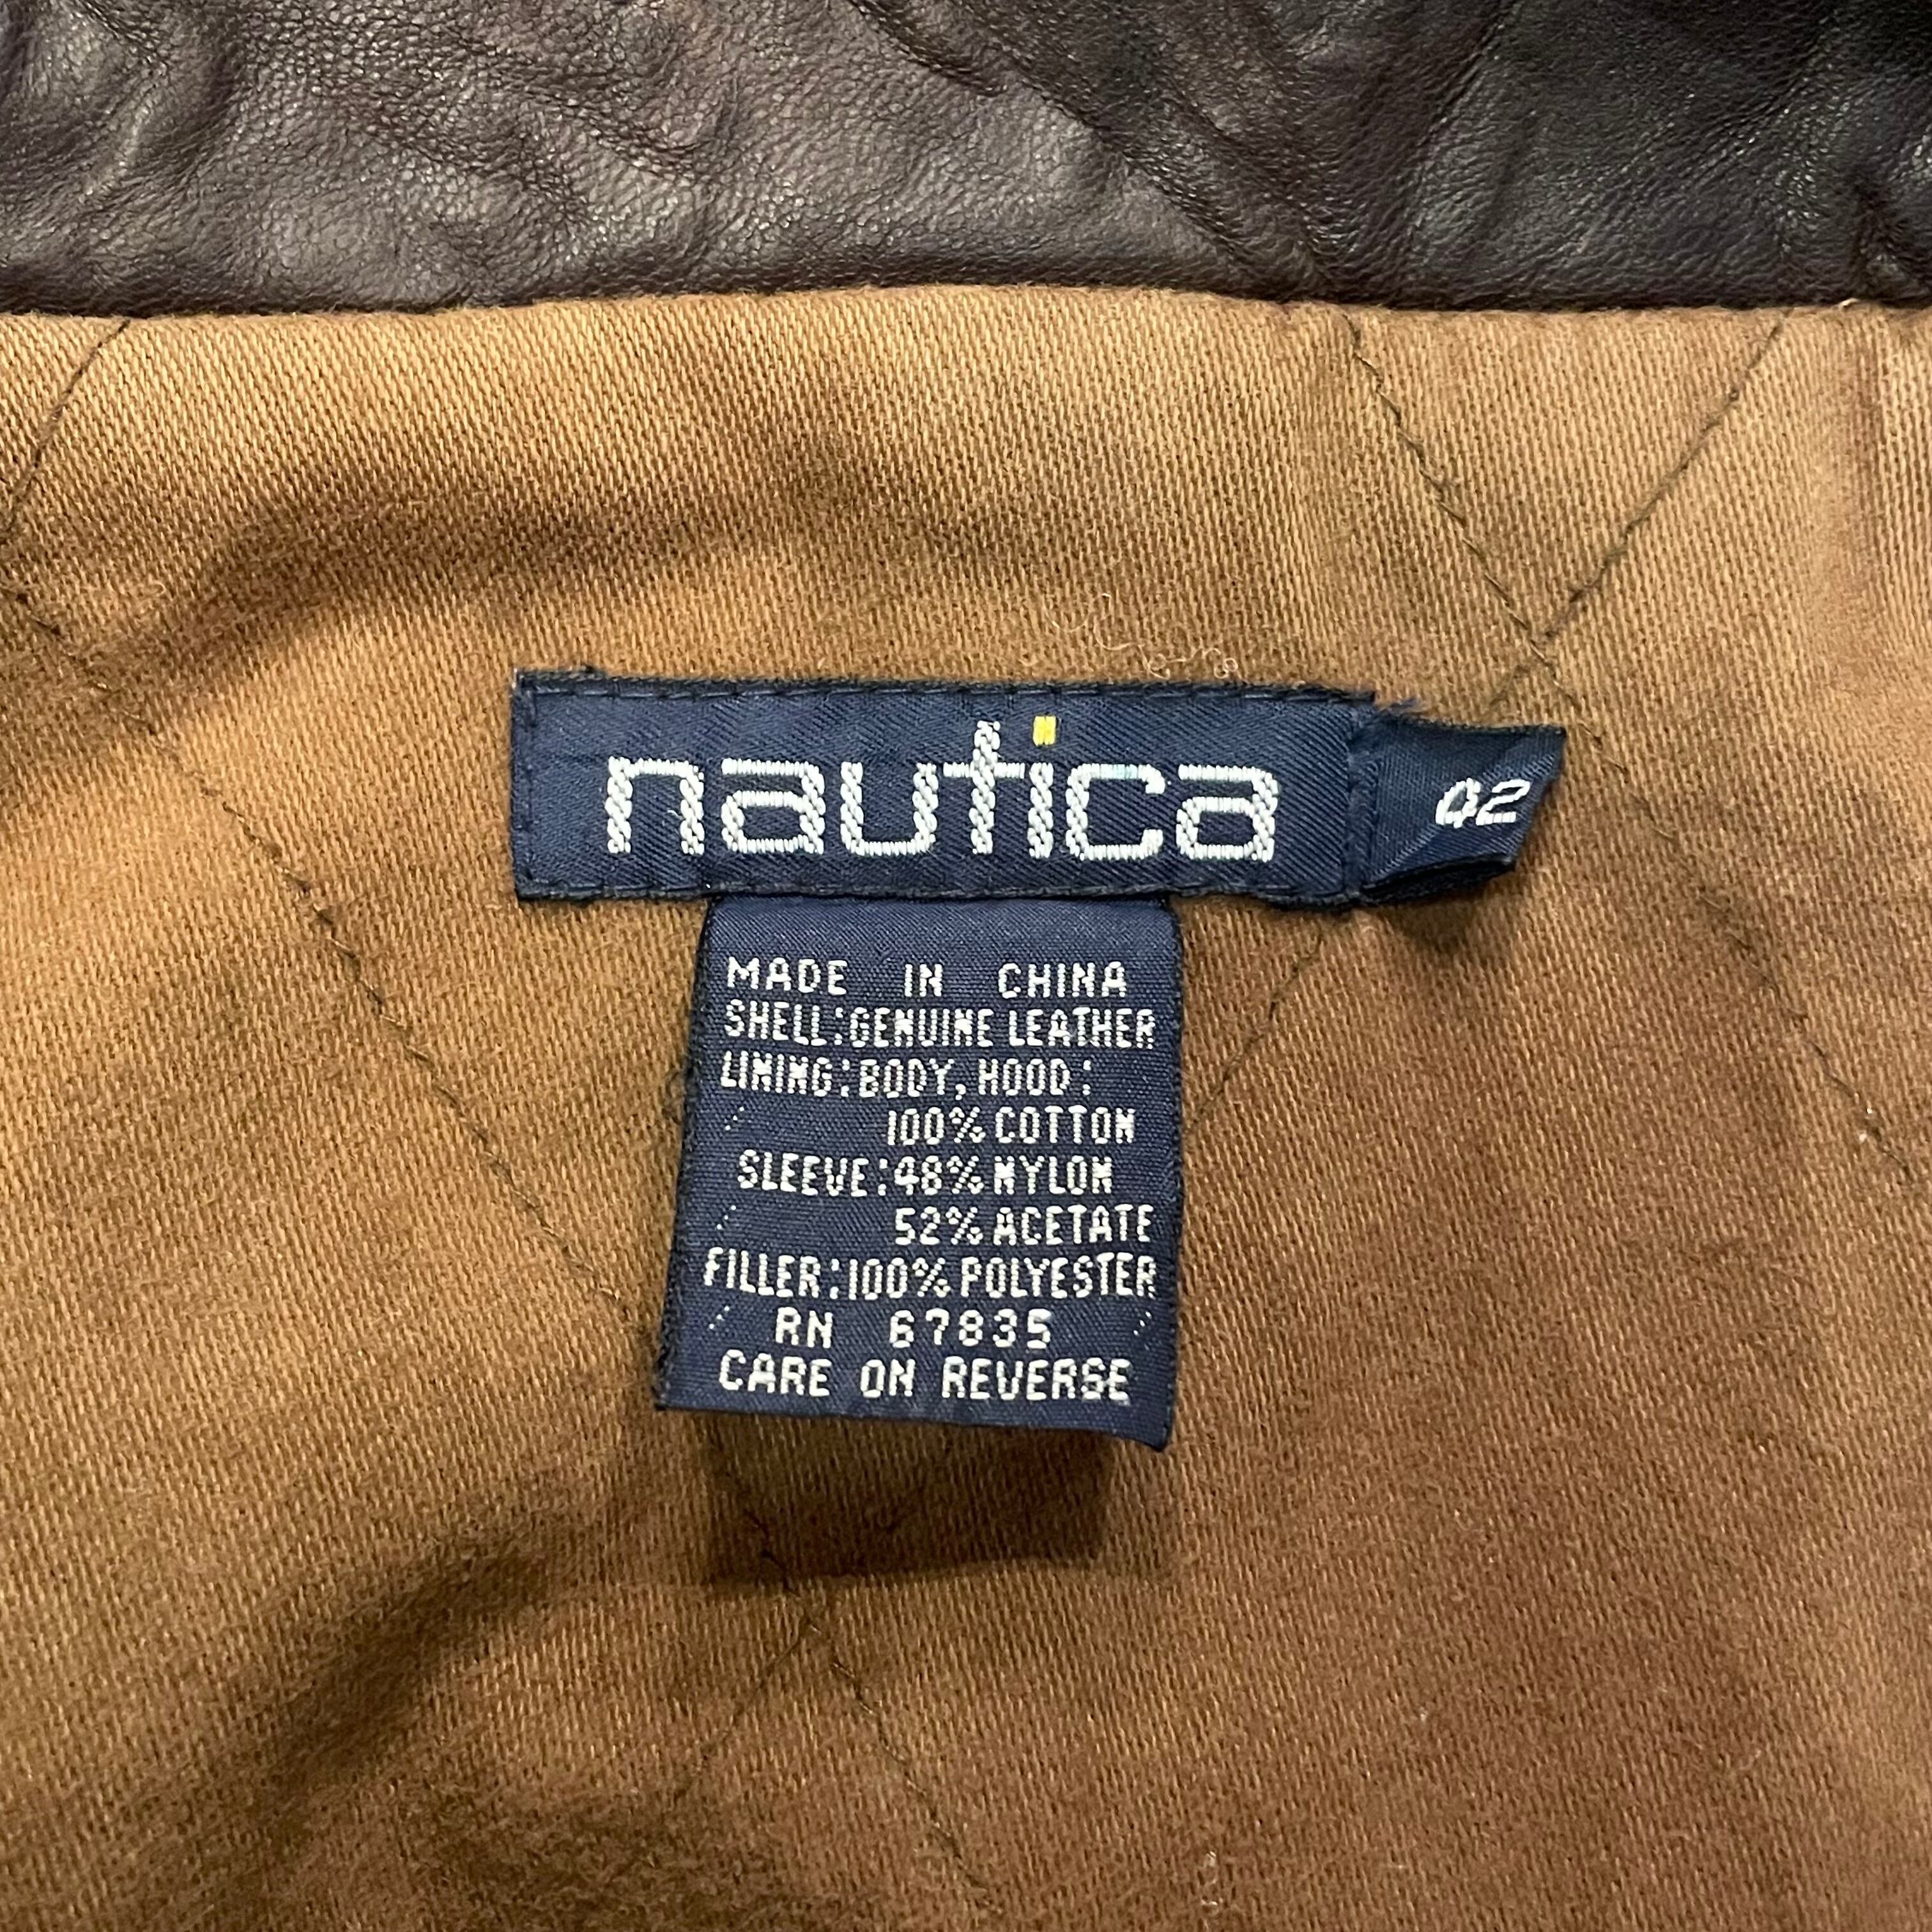 nautica 42
MADE IN CHINA
SHELL:GENUINE LEATHER
LINING:BODY, HOOD:
100% COTTON
SLEEVE:48% NYLON
52% ACETATE
FILLER:100% POLYESTER
RN 67835
CARE ON REVERSE